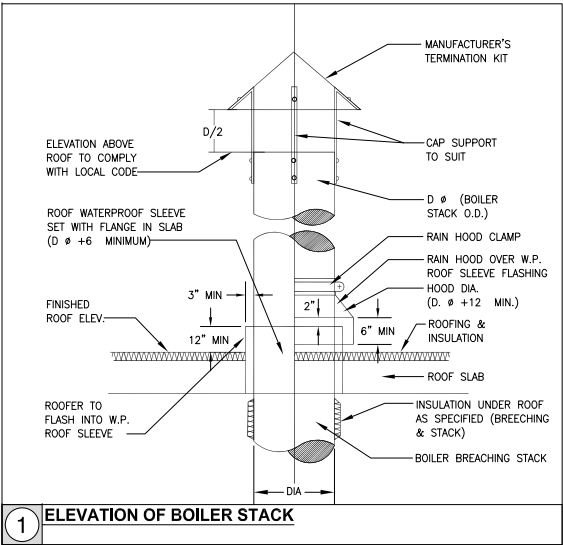 MANUFACTURER'S
TERMINATION KIT
D/2
ELEVATION ABOVE
ROOF TO COMPLY
WITH LOCAL CODE
CAP SUPPORT
TO SUIT
ROOF WATERPROOF SLEEVE
SET WITH FLANGE IN SLAB
(D ø +6 MINIMUM)
D ø (BOILER
STACK O.D.)
RAIN HOOD CLAMP
RAIN HOOD OVER W.P.
ROOF SLEEVE FLASHING
HOOD DIA.
(D. ø +12 MIN.)
3" MIN
2"
FINISHED
ROOF ELEV.
12" MIN
6" MIN
ROOFING &
INSULATION
ROOF SLAB
ROOFER TO
FLASH INTO W.P.
ROOF SLEEVE
INSULATION UNDER ROOF
AS SPECIFIED (BREECHING
& STACK)
BOILER BREACHING STACK
DIA
1 ELEVATION OF BOILER STACK